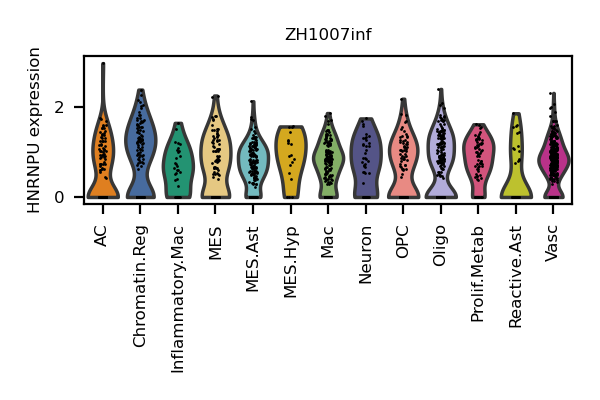 ZH1007inf
HNRNPU expression
2
0
AC
Chromatin.Reg
Inflammatory.Mac
MES
MES.Ast
MES.Hyp
Mac
Neuron
OPC
Oligo
Prolif.Metab
Reactive.Ast
Vasc